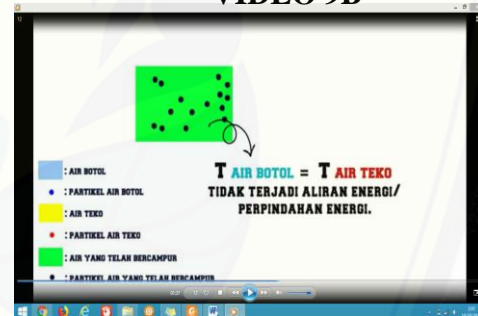 VIDEO 9B
T AIR BOTOL = T AIR TEKO
TIDAK TERJADI ALIRAN ENERGI/
PERPINDAHAN ENERGI.
: AIR BOTOL
: PARTIKEL AIR BOTOL
: AIR TEKO
: PARTIKEL AIR TEKO
: AIR YANG TELAH BERCAMPUR
: PARTIKEL AIR YANG TELAH BERCAMPUR